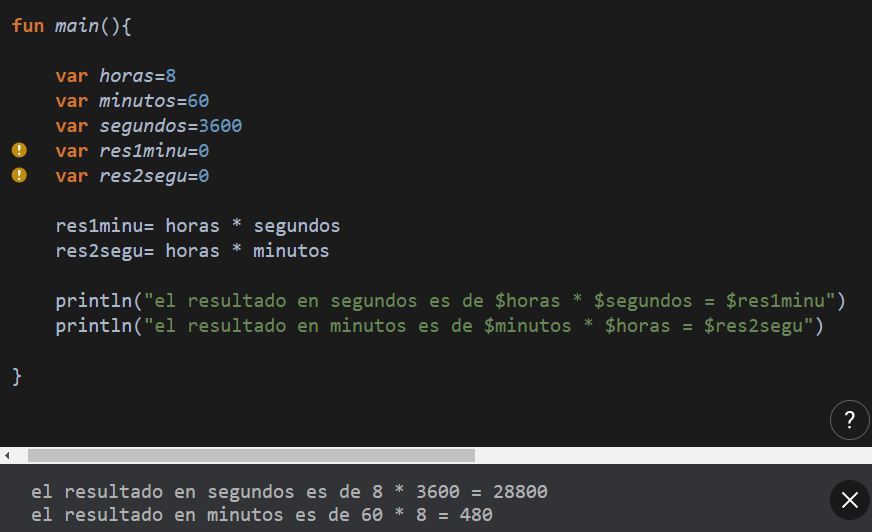 fun main(){
var horas=8
var minutos=60
var segundos=3600
var res1minu=0
var res2segu=0
res1minu= horas * segundos
res2segu= horas * minutos
println("el resultado en segundos es de $horas * $segundos = $res1minu")
println("el resultado en minutos es de $minutos * $horas = $res2segu")
}
?
el resultado en segundos es de 8 * 3600 = 28800
el resultado en minutos es de 60 * 8 = 480